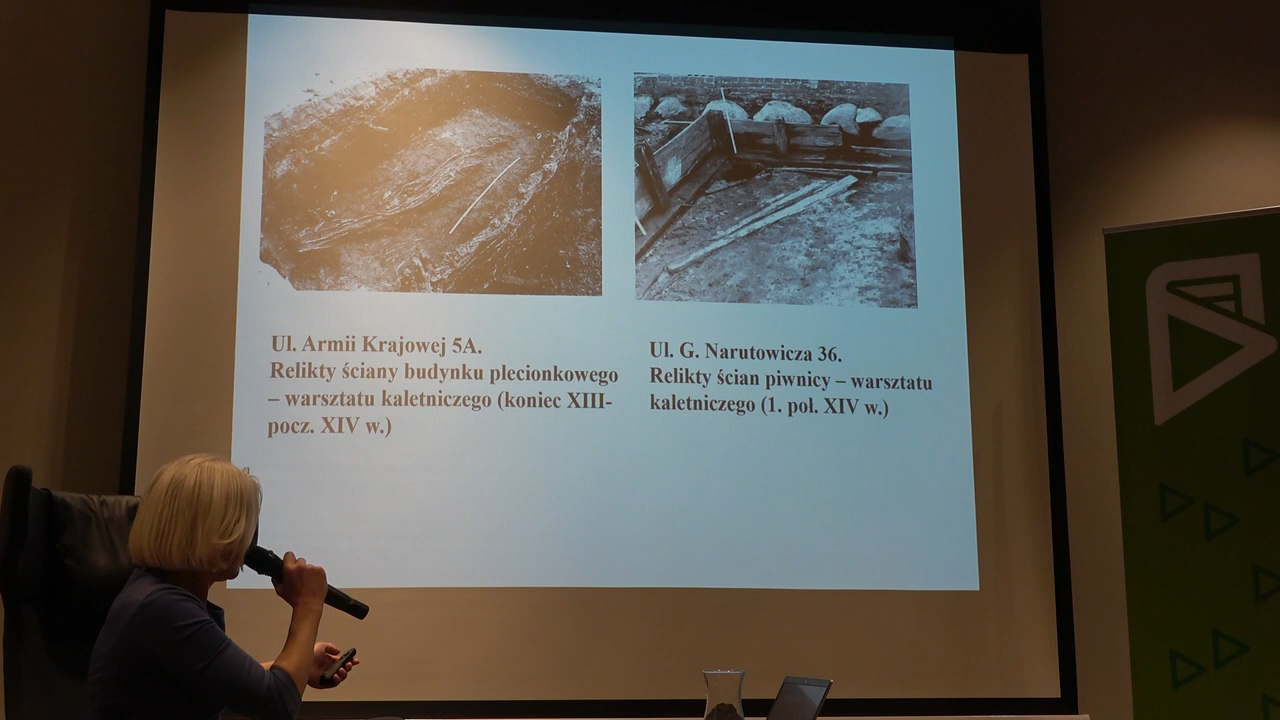 Ul. Armii Krajowej 5A.
Relikty ściany budynku plecionkowego
– warsztatu kaletniczego (koniec XIII-
pocz. XIV w.)
Ul. G. Narutowicza 36.
Relikty ścian piwnicy – warsztatu
kaletniczego (1. poł. XIV w.)